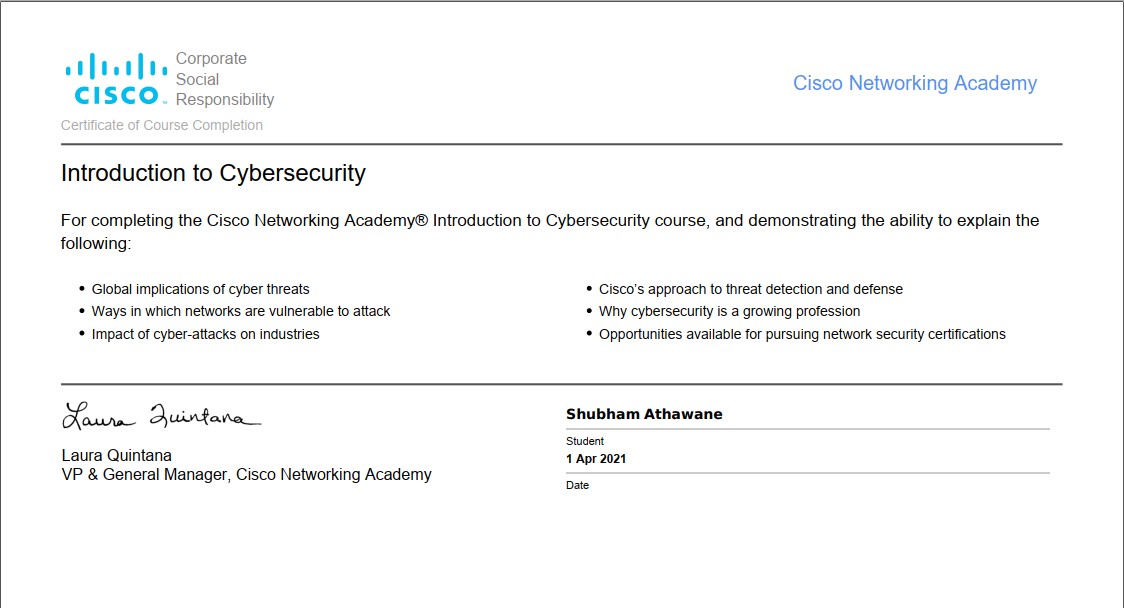 CISCO
Corporate
Social
Responsibility
Cisco Networking Academy
Certificate of Course Completion
Introduction to Cybersecurity
For completing the Cisco Networking Academy® Introduction to Cybersecurity course, and demonstrating the ability to explain the
following:
• Global implications of cyber threats
• Ways in which networks are vulnerable to attack
• Impact of cyber-attacks on industries
• Cisco’s approach to threat detection and defense
• Why cybersecurity is a growing profession
• Opportunities available for pursuing network security certifications
Laura Quintana
Laura Quintana
VP & General Manager, Cisco Networking Academy
Shubham Athawane
Student
1 Apr 2021
Date